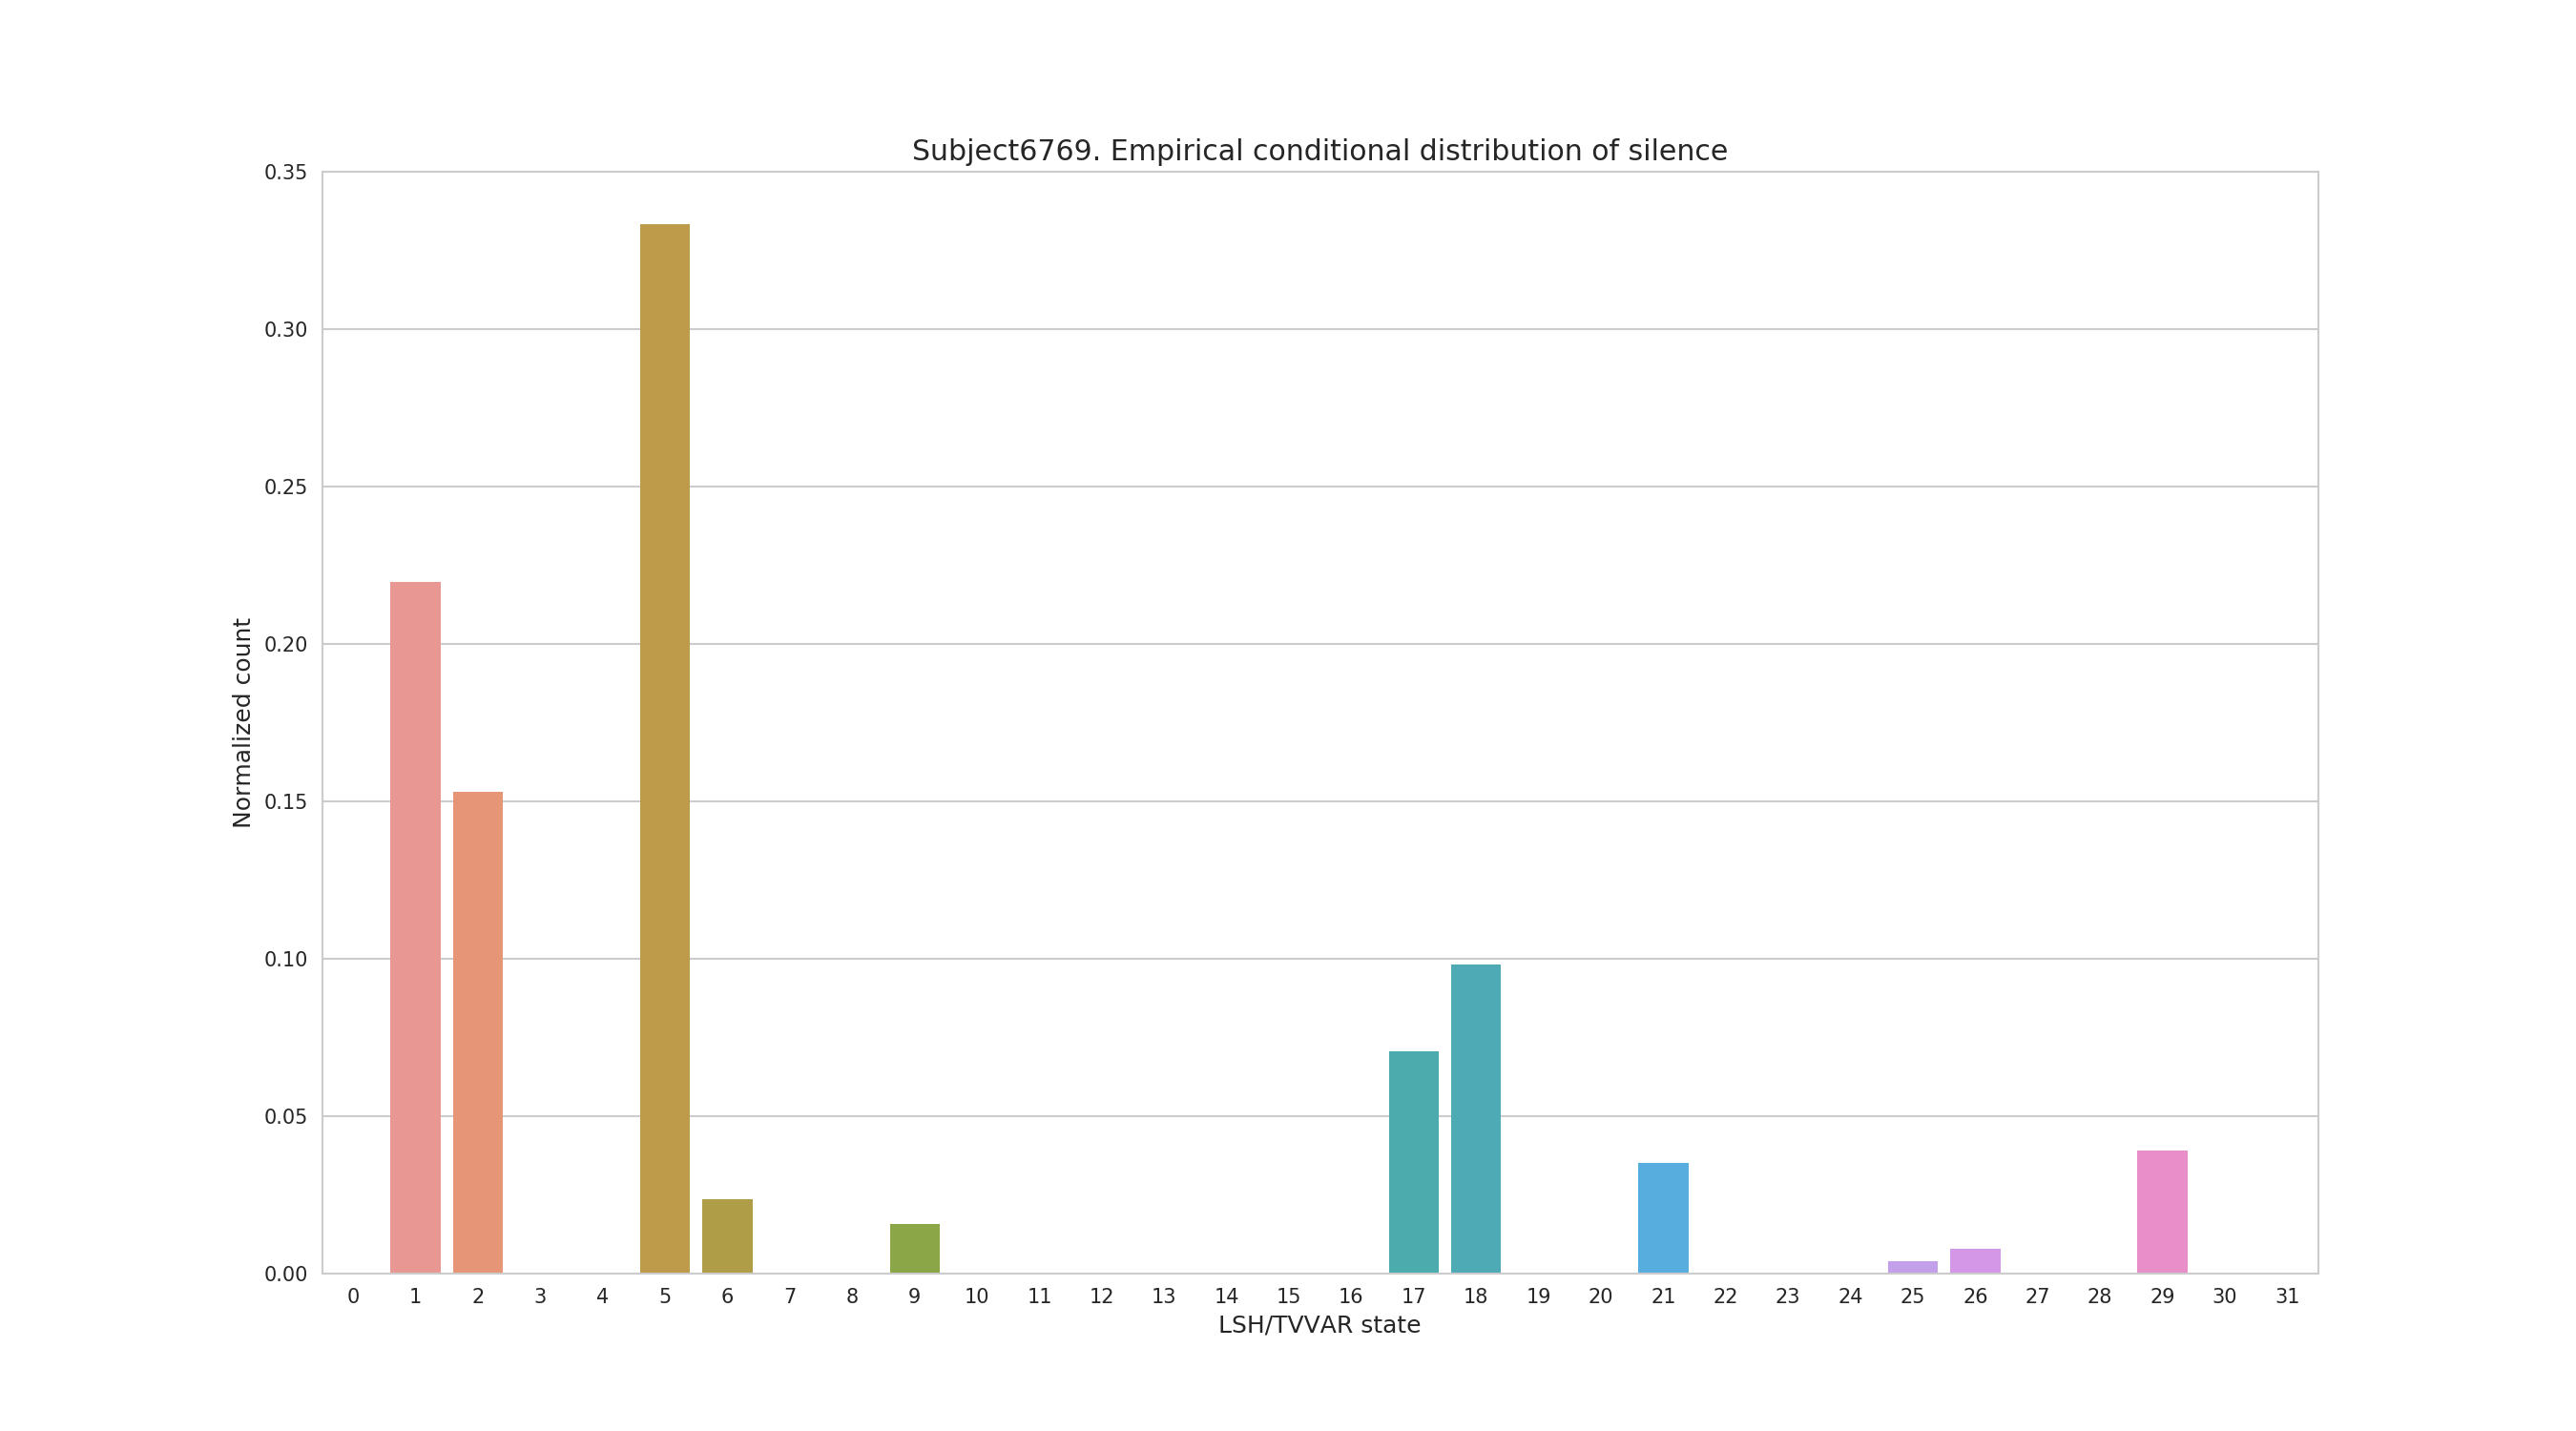 Subject6769. Empirical conditional distribution of silence
0.35
0.30
0.25
0.20
0.15
0.10
0.05
0.00
Normalized count
0 1 2 3 4 5 6 7 8 9 10 11 12 13 14 15 16 17 18 19 20 21 22 23 24 25 26 27 28 29 30 31
LSH/TVVAR state